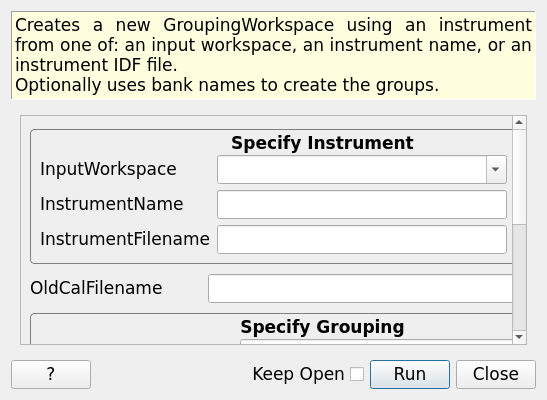 Creates a new GroupingWorkspace using an instrument
from one of: an input workspace, an instrument name, or an
instrument IDF file.
Optionally uses bank names to create the groups.
Specify Instrument
InputWorkspace
InstrumentName
InstrumentFilename
OldCalFilename
Specify Grouping
? Keep Open Run Close